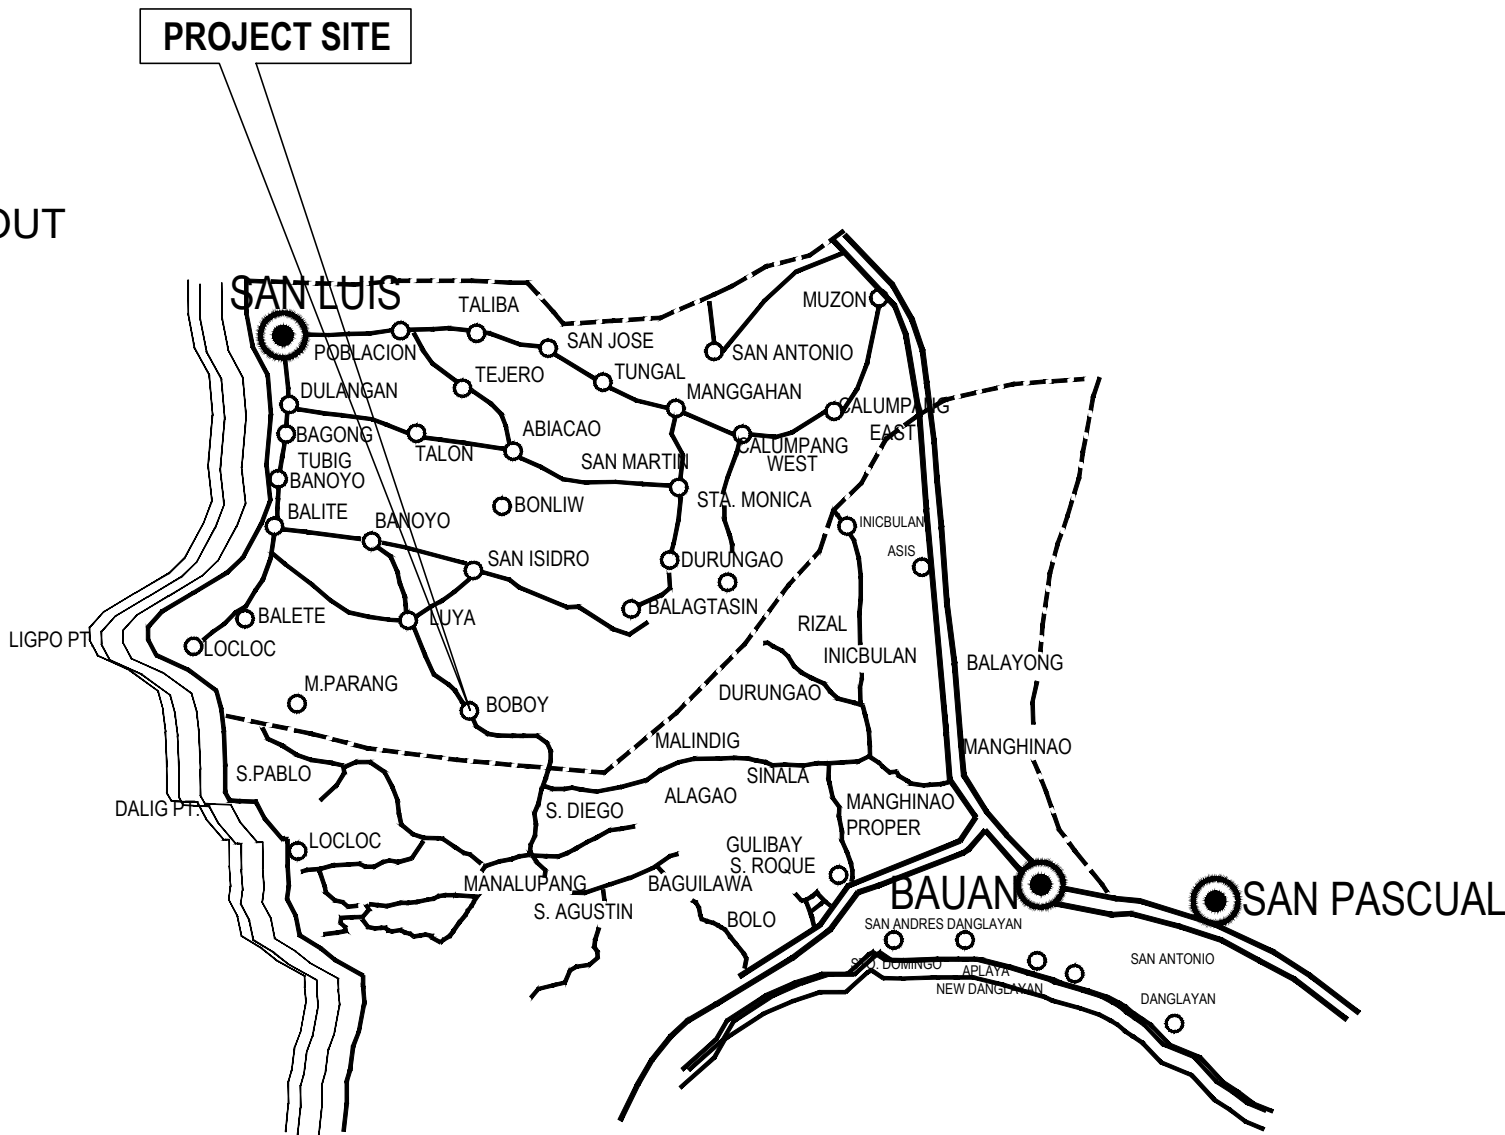 PROJECT SITE
OUT
SAN LUIS
TALIBA
MUZON
POBLACION
SAN JOSE
SAN ANTONIO
DULANGAN
TEJERO
TUNGAL
MANGGAHAN
CALUMPANG
EAST
BAGONG
TUBIG
TALON
ABIACAO
CALUMPANG
WEST
SAN MARTIN
BANOYO
BONLIW
STA. MONICA
BALITE
BANOYO
INICBULAN
ASIS
SAN ISIDRO
DURUNGAO
BALETE
LUYA
BALAGTASIN
RIZAL
LIGPO PT
LOCLOC
INICBULAN
BALAYONG
M.PARANG
BOBOY
DURUNGAO
MALINDIG
MANGHINAO
S.PABLO
SINALA
DALIG PT.
S. DIEGO
ALAGAO
MANGHINAO
PROPER
LOCLOC
GULIBAY
S. ROQUE
MANALUPANG
BAGUILAWA
BAUAN
SAN PASCUAL
S. AGUSTIN
BOLO
SAN ANDRES DANGLAYAN
STO. DOMINGO
APLAYA
SAN ANTONIO
NEW DANGLAYAN
DANGLAYAN